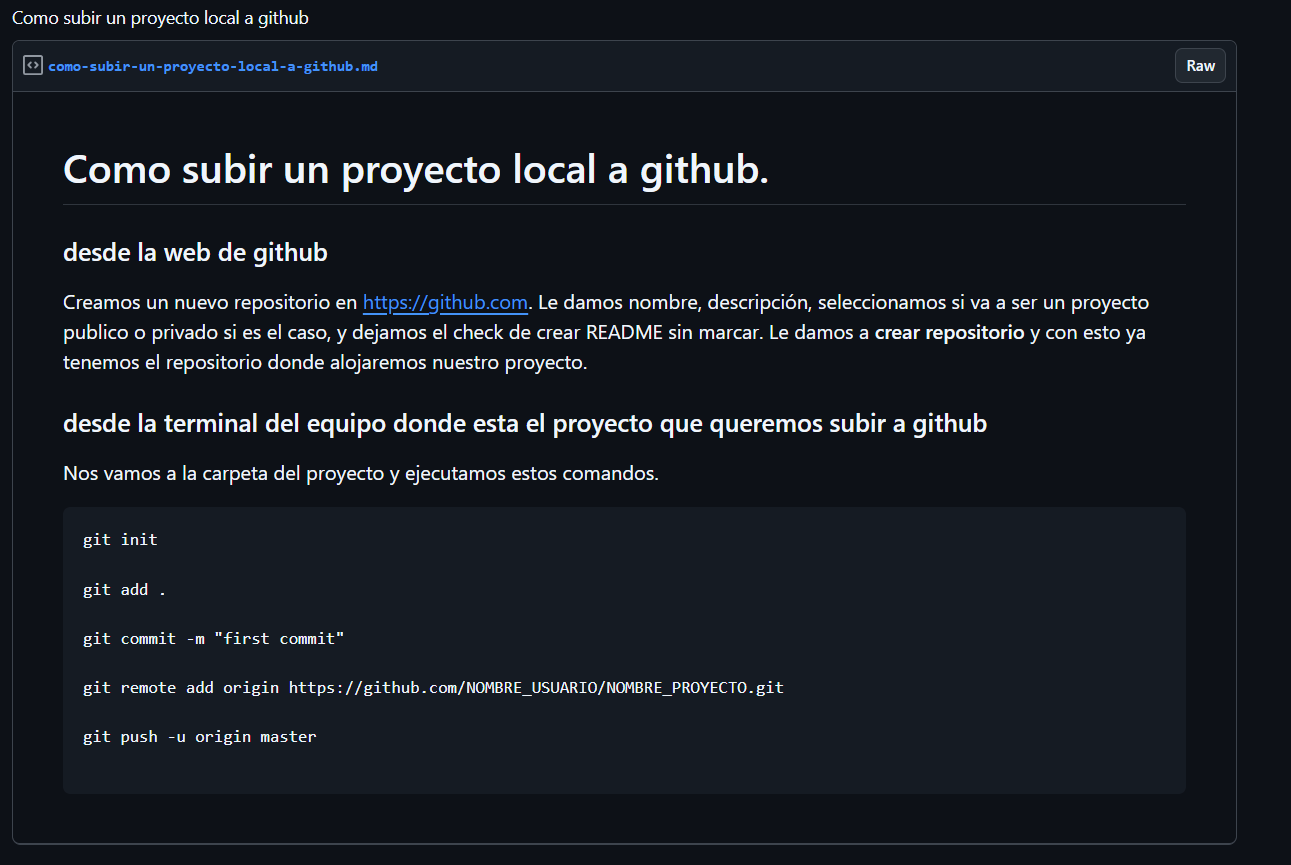 Como subir un proyecto local a github
como-subir-un-proyecto-local-a-github.md
Raw
Como subir un proyecto local a github.
desde la web de github
Creamos un nuevo repositorio en https://github.com. Le damos nombre, descripción, seleccionamos si va a ser un proyecto
publico o privado si es el caso, y dejamos el check de crear README sin marcar. Le damos a crear repositorio y con esto ya
tenemos el repositorio donde alojaremos nuestro proyecto.
desde la terminal del equipo donde esta el proyecto que queremos subir a github
Nos vamos a la carpeta del proyecto y ejecutamos estos comandos.
git init
git add .
git commit -m "first commit"
git remote add origin https://github.com/NOMBRE_USUARIO/NOMBRE_PROYECTO.git
git push -u origin master